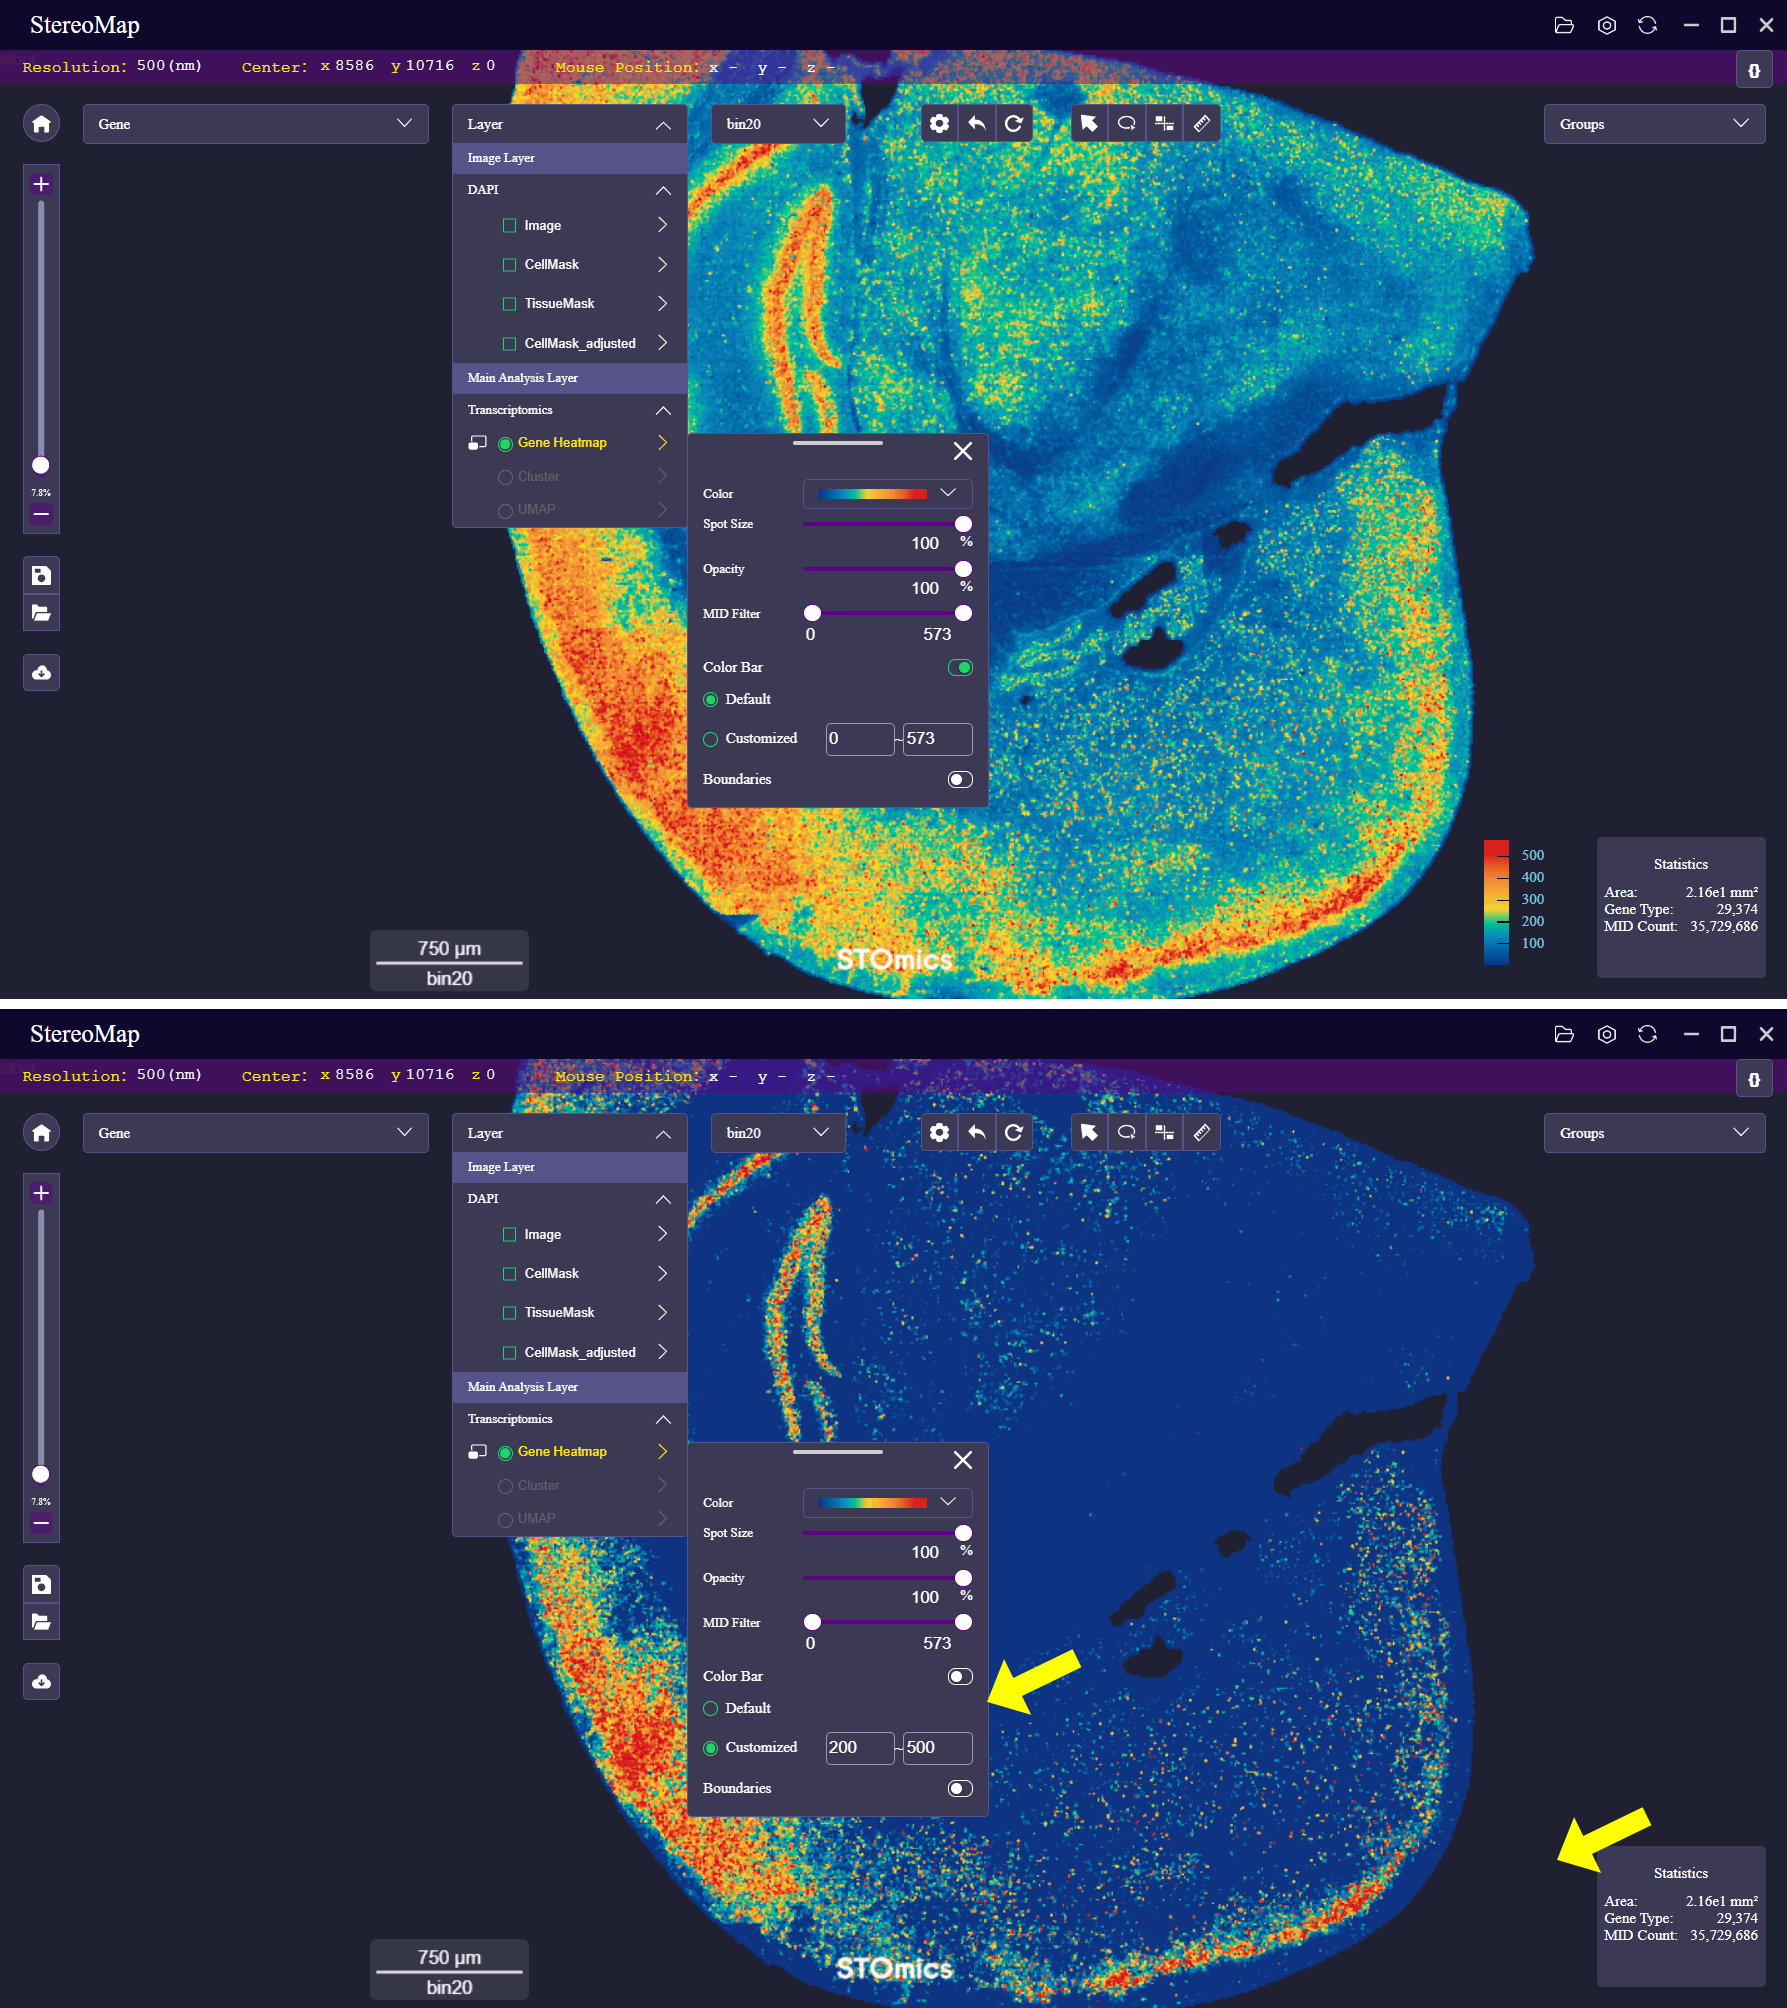 StereoMap
Resolution: 500(nm) Center: x 8586 y 10716 z 0 Mouse Position: x - y - z -
Gene
Layer
bin20
Groups
Image Layer
DAPI
Image
CellMask
TissueMask
CellMask_adjusted
Main Analysis Layer
Transcriptomics
Gene Heatmap
Cluster
UMAP
7.8%
Color
Spot Size
100 %
Opacity
100 %
MID Filter
0 573
Color Bar
Default
Customized 0 ~ 573
Boundaries
500
400
300
200
100
Statistics
Area: 2.16e1 mm²
Gene Type: 29,374
MID Count: 35,729,686
750 μm
bin20
STOmics
StereoMap
Resolution: 500(nm) Center: x 8586 y 10716 z 0 Mouse Position: x - y - z -
Gene
Layer
bin20
Groups
Image Layer
DAPI
Image
CellMask
TissueMask
CellMask_adjusted
Main Analysis Layer
Transcriptomics
Gene Heatmap
Cluster
UMAP
7.8%
Color
Spot Size
100 %
Opacity
100 %
MID Filter
0 573
Color Bar
Default
Customized 200 ~ 500
Boundaries
Statistics
Area: 2.16e1 mm²
Gene Type: 29,374
MID Count: 35,729,686
750 μm
bin20
STOmics